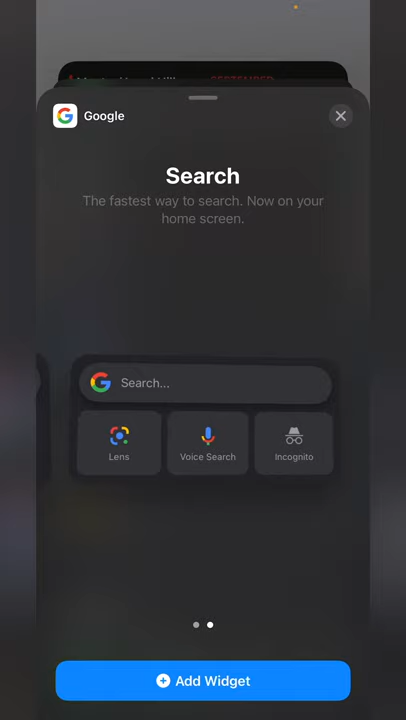 Google
Search
The fastest way to search. Now on your
home screen.
Search...
Lens
Voice Search
Incognito
Add Widget